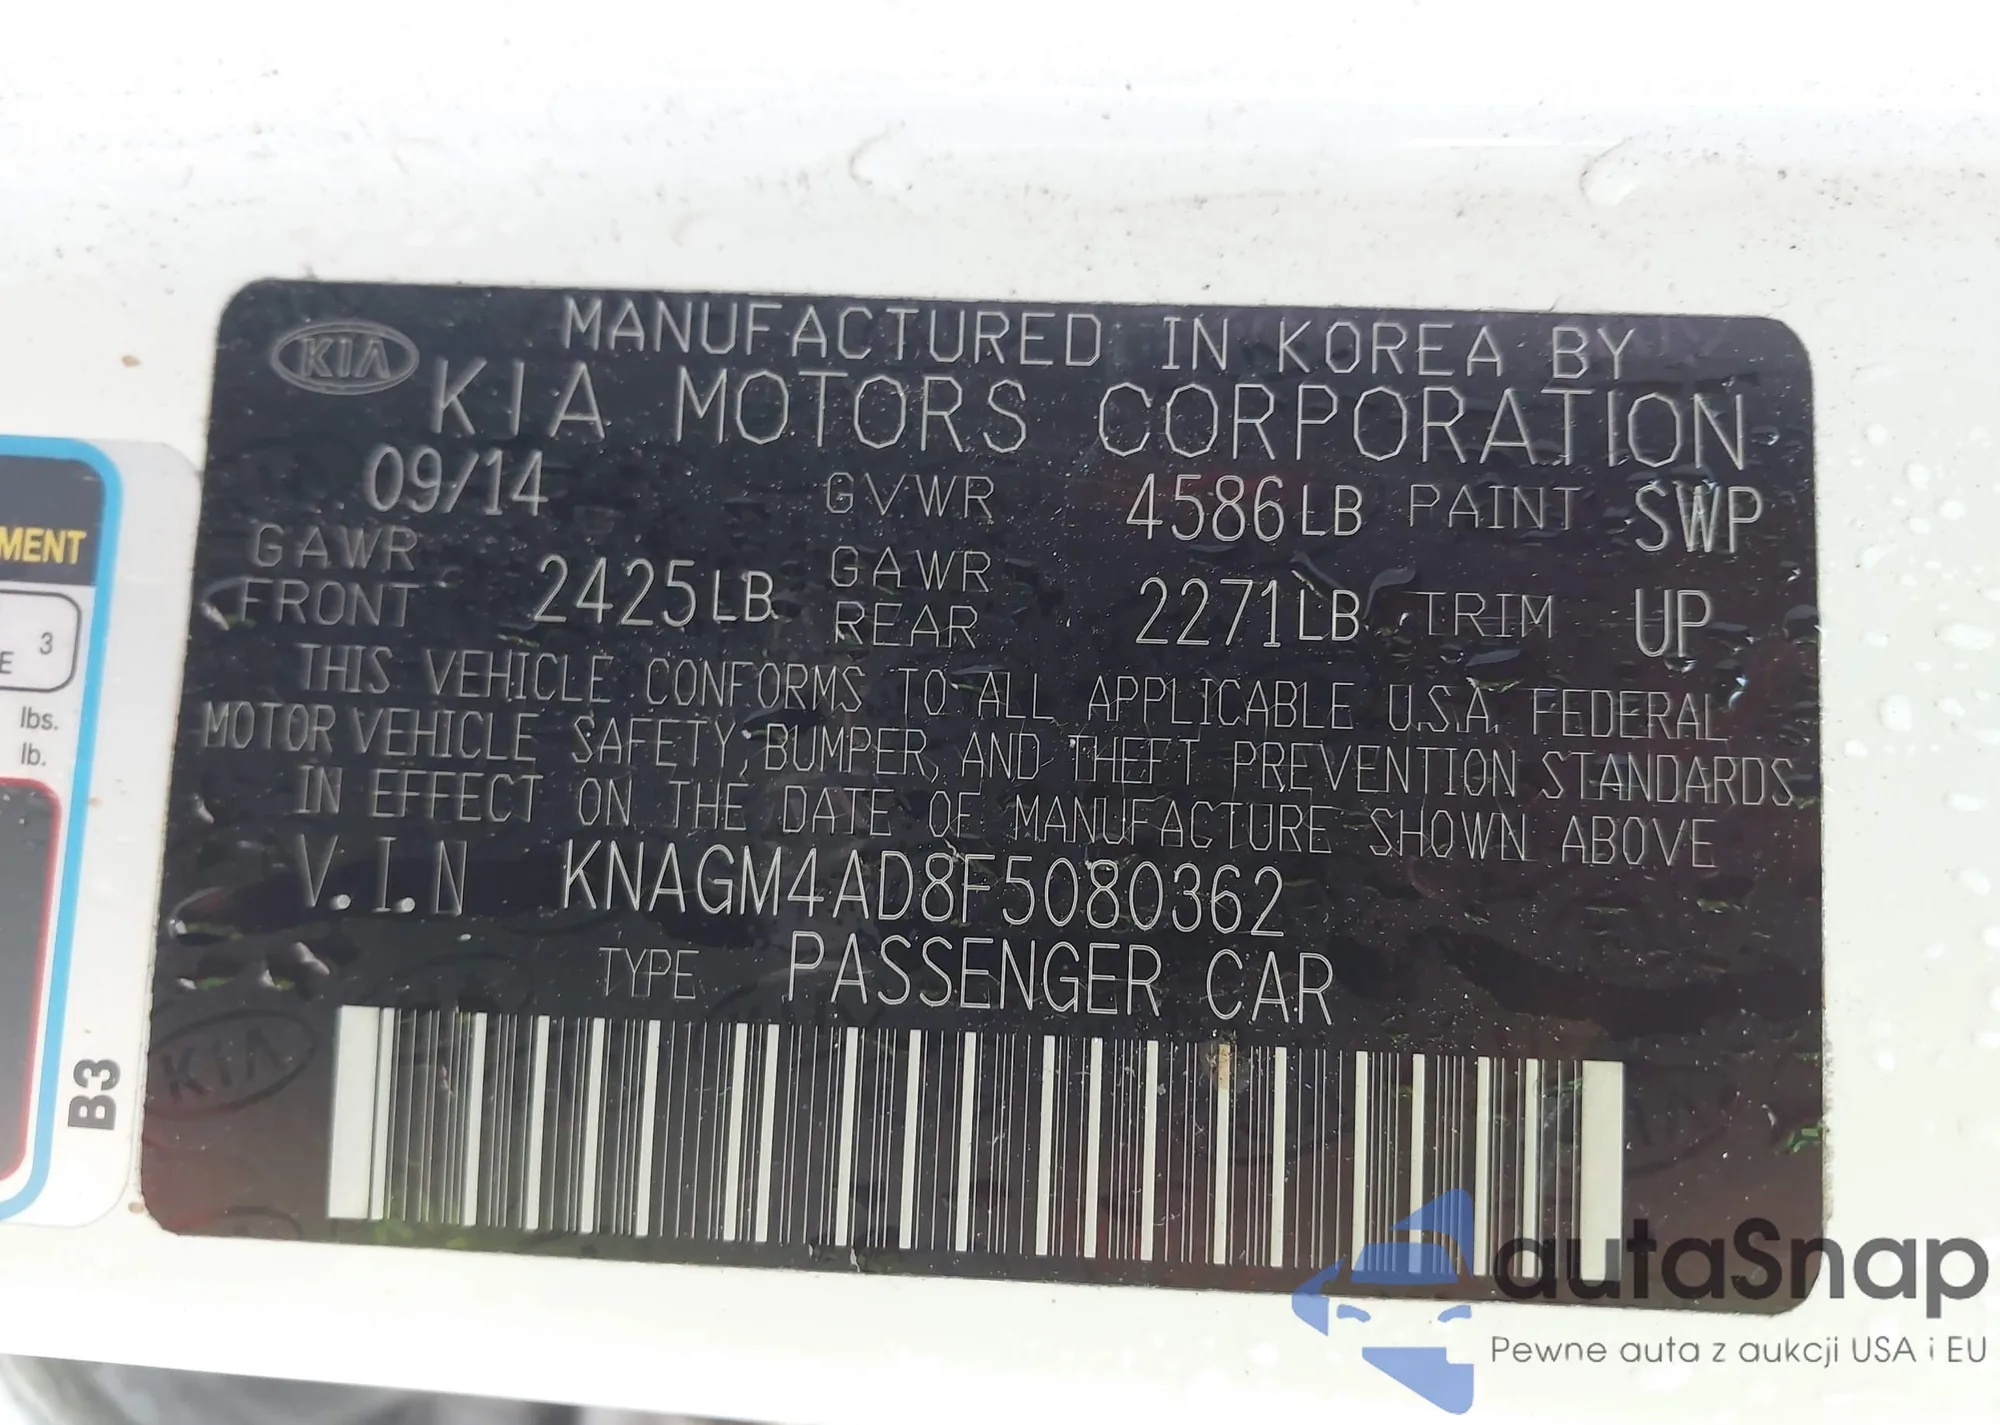 MANUFACTURED IN KOREA BY
KIA
KIA MOTORS CORPORATION
09/14 GVWR 4586LB PAINT SWP
GAWR FRONT 2425LB GAWR REAR 2271LB TRIM UP
THIS VEHICLE CONFORMS TO ALL APPLICABLE U.S.A. FEDERAL
MOTOR VEHICLE SAFETY, BUMPER, AND THEFT PREVENTION STANDARDS
IN EFFECT ON THE DATE OF MANUFACTURE SHOWN ABOVE
V.I.N KNAGM4AD8F5080362
TYPE PASSENGER CAR
KIA
MENT
3
E
lbs.
lb.
B3
autaSnap
Pewne auta z aukcji USA i EU